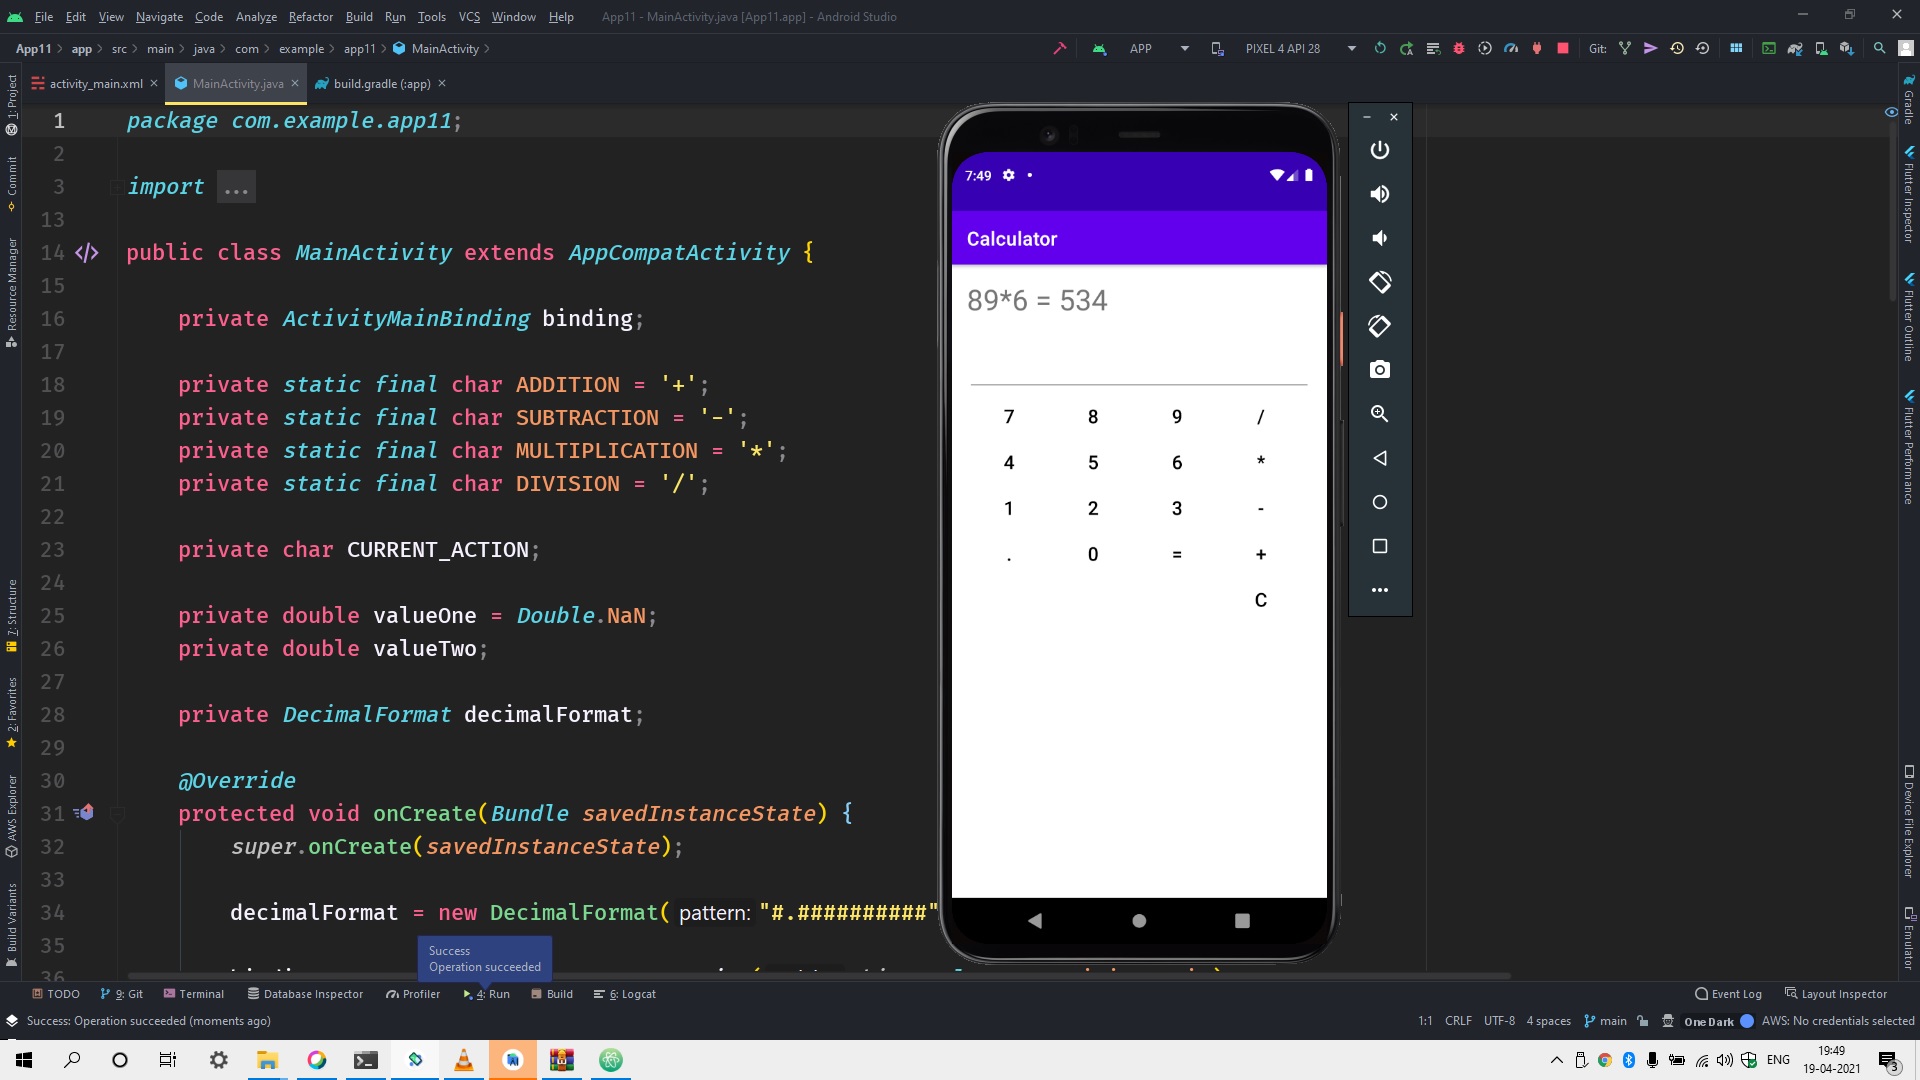 File Edit View Navigate Code Analyze Refactor Build Run Tools VCS Window Help App11 - MainActivity.java [App11.app] - Android Studio
App11 app src main java com example app11 MainActivity
APP PIXEL 4 API 28 Git:
activity_main.xml MainActivity.java build.gradle (:app)
1 package com.example.app11;
2
3 import ...
13
14 public class MainActivity extends AppCompatActivity {
15
16 private ActivityMainBinding binding;
17
18 private static final char ADDITION = '+';
19 private static final char SUBTRACTION = '-';
20 private static final char MULTIPLICATION = '*';
21 private static final char DIVISION = '/';
22
23 private char CURRENT_ACTION;
24
25 private double valueOne = Double.NaN;
26 private double valueTwo;
27
28 private DecimalFormat decimalFormat;
29
30 @Override
31 protected void onCreate(Bundle savedInstanceState) {
32 super.onCreate(savedInstanceState);
33
34 decimalFormat = new DecimalFormat( pattern: "#.##########"
35
36
Success
Operation succeeded
7:49
Calculator
89*6 = 534
7 8 9 /
4 5 6 *
1 2 3 -
. 0 = +
C
1: Project
Commit
Resource Manager
7: Structure
2: Favorites
AWS Explorer
Build Variants
Gradle
Flutter Inspector
Flutter Outline
Flutter Performance
Device File Explorer
Emulator
TODO 9: Git Terminal Database Inspector Profiler 4: Run Build 6: Logcat Event Log Layout Inspector
Success: Operation succeeded (moments ago) 1:1 CRLF UTF-8 4 spaces main One Dark AWS: No credentials selected
ENG 19:49
19-04-2021
3